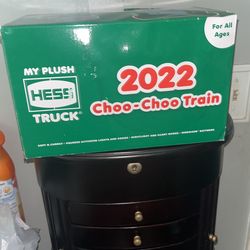 For All
Ages
MY PLUSH
HESS
TRUCK®
2022
Choo-Choo Train